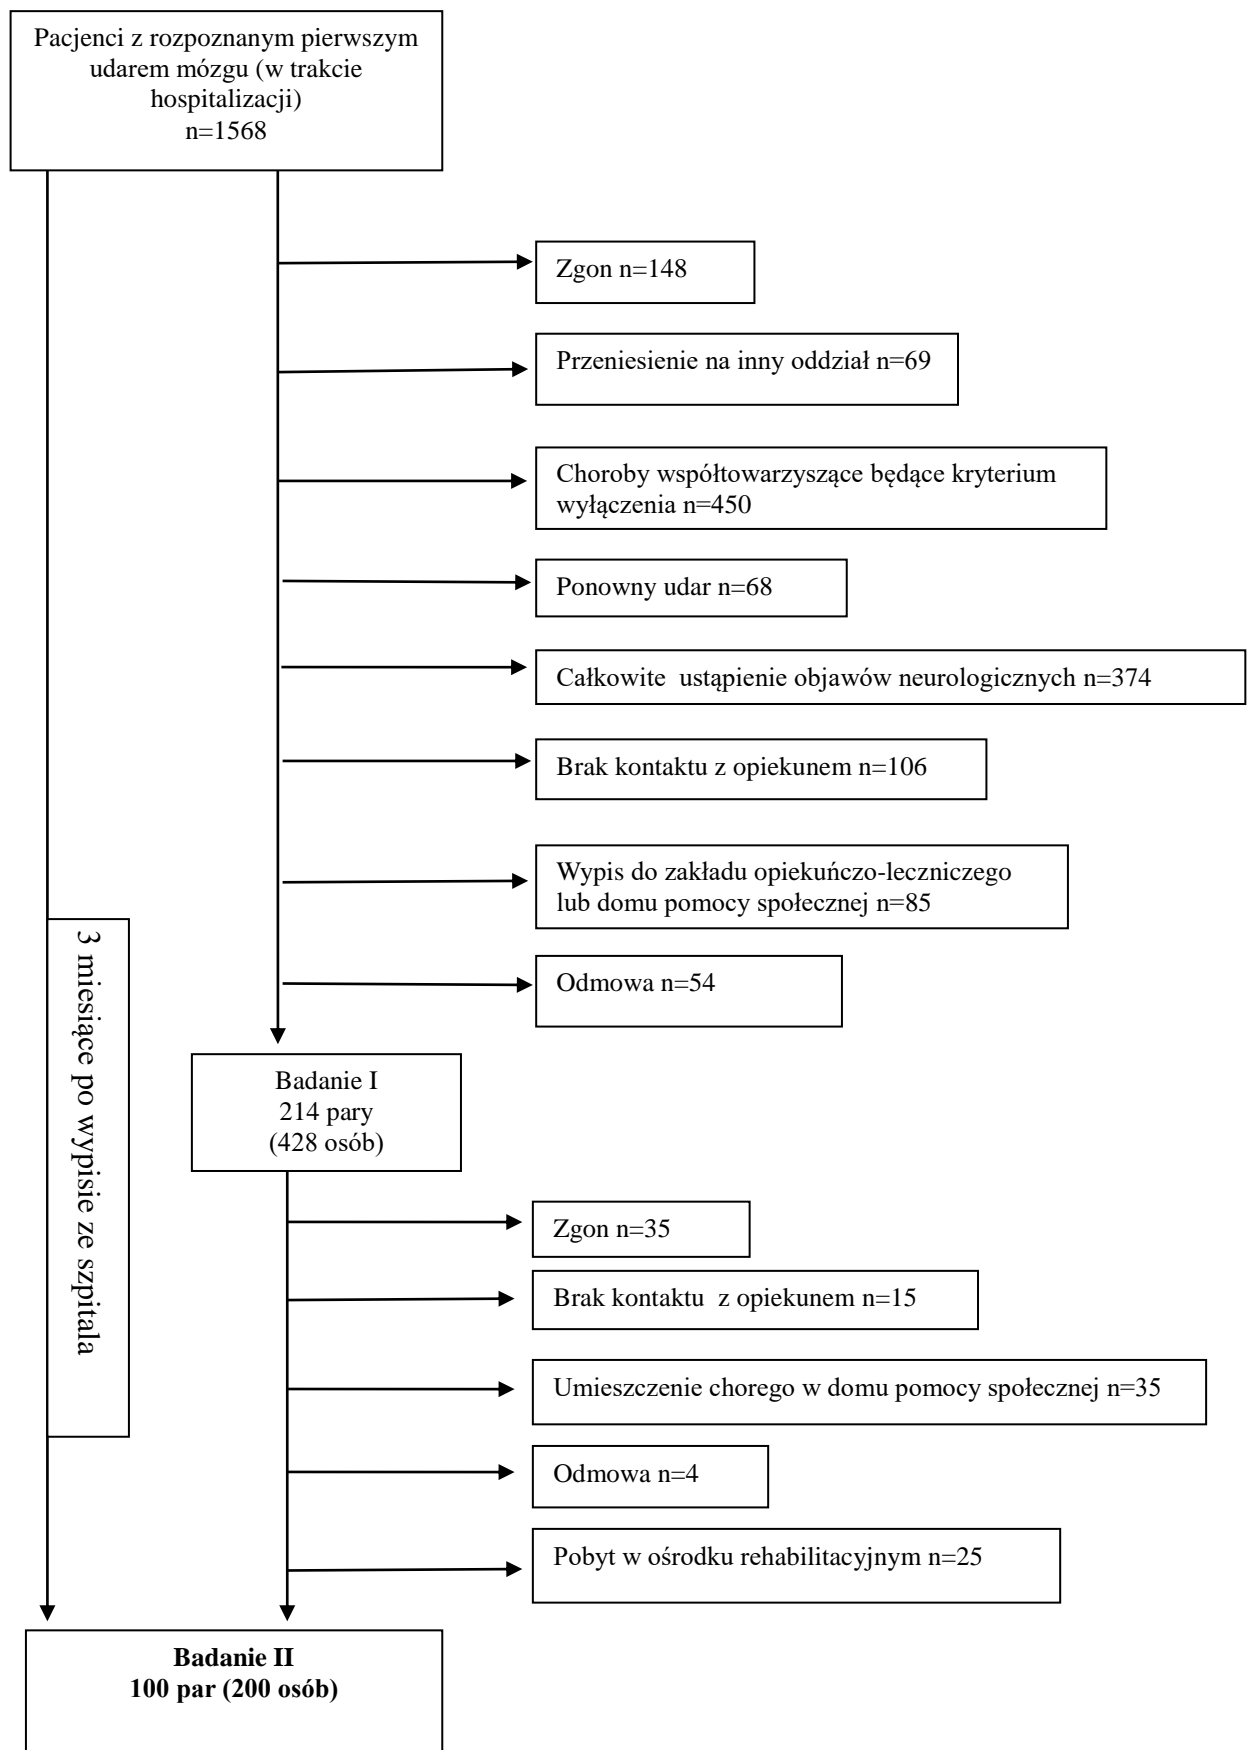 Pacjenci z rozpoznanym pierwszym
udarem mózgu (w trakcie
hospitalizacji)
n=1568
Zgon n=148
Przeniesienie na inny oddział n=69
Choroby współtowarzyszące będące kryterium
wyłączenia n=450
Ponowny udar n=68
Całkowite  ustąpienie objawów neurologicznych n=374
Brak kontaktu z opiekunem n=106
Wypis do zakładu opiekuńczo-leczniczego
lub domu pomocy społecznej n=85
Odmowa n=54
3 miesiące po wypisie ze szpitala
Badanie I
214 pary
(428 osób)
Zgon n=35
Brak kontaktu  z opiekunem n=15
Umieszczenie chorego w domu pomocy społecznej n=35
Odmowa n=4
Pobyt w ośrodku rehabilitacyjnym n=25
Badanie II
100 par (200 osób)